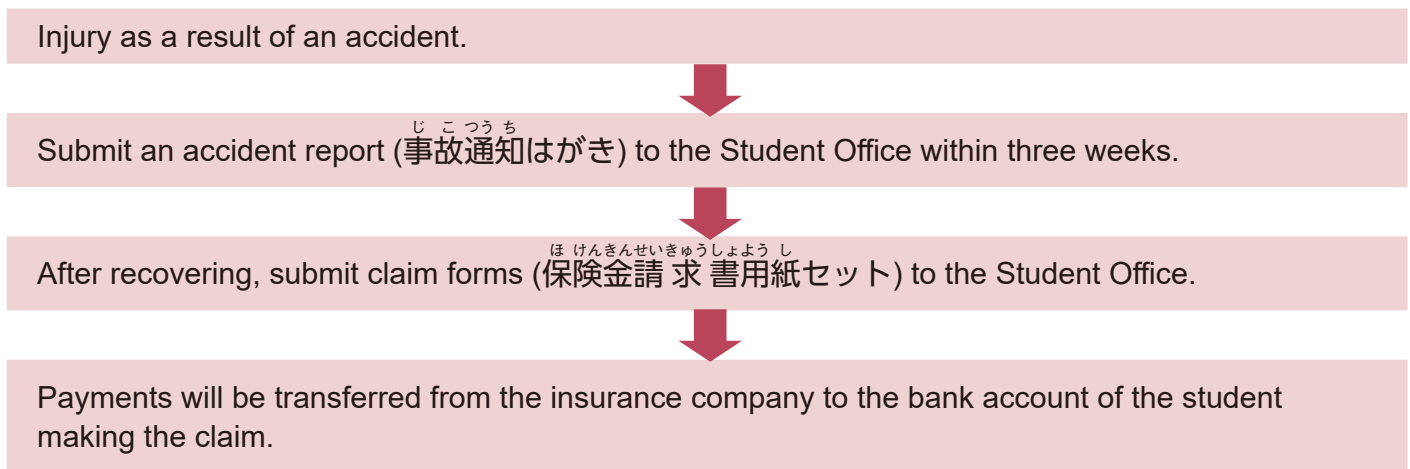 Injury as a result of an accident.
じこつうち
Submit an accident report (事故通知はがき) to the Student Office within three weeks.
ほけんきんせいきゅうしょようし
After recovering, submit claim forms (保険金請求書用紙セット) to the Student Office.
Payments will be transferred from the insurance company to the bank account of the student
making the claim.